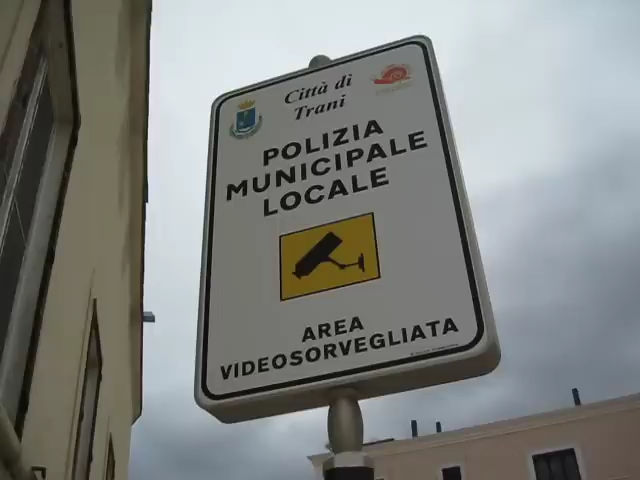 Città di
Trani
POLIZIA
MUNICIPALE
LOCALE
AREA
VIDEOSORVEGLIATA